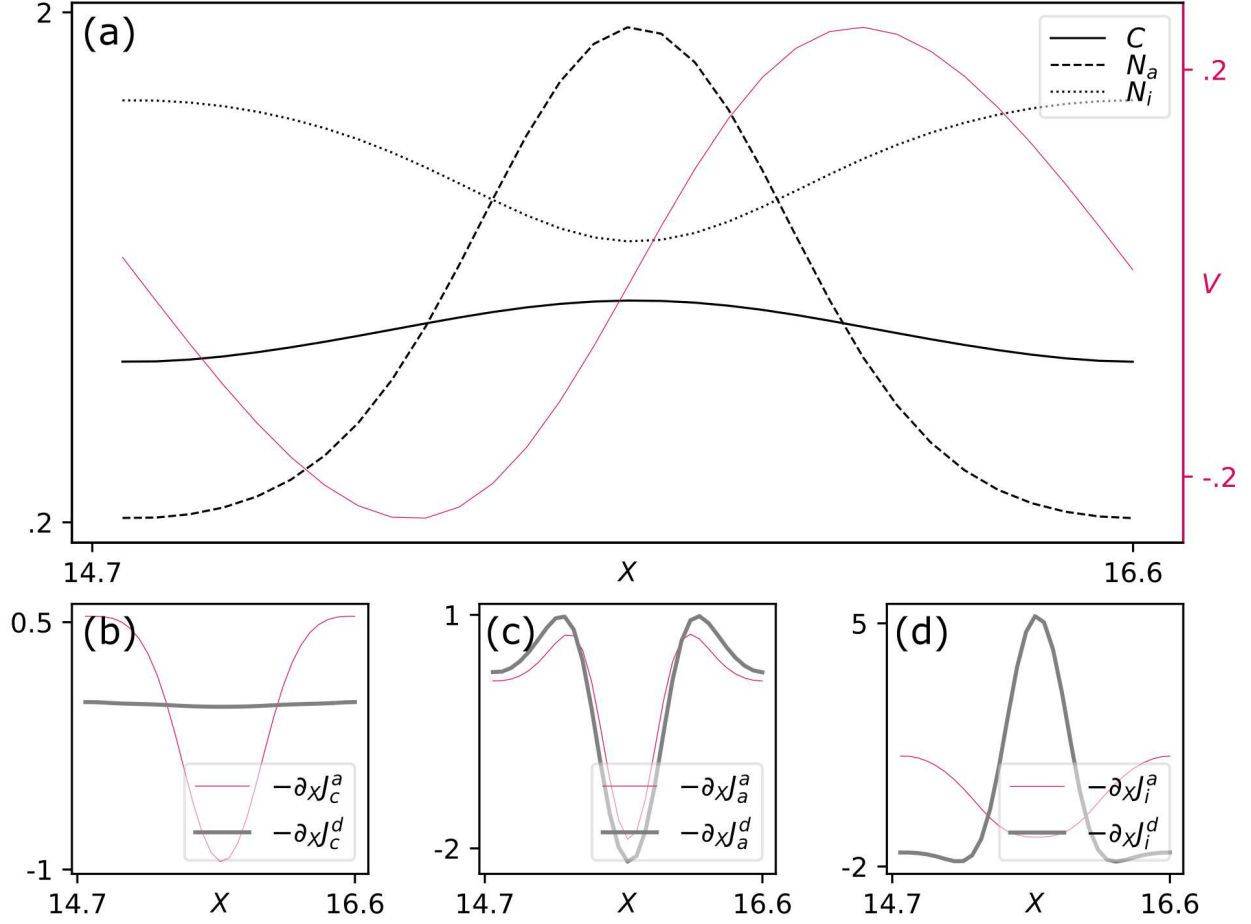 (a)
2
.2
C
N_a
N_i
.2
V
-.2
14.7
X
16.6
(b)
0.5
-1
−∂_X J_c^a
−∂_X J_c^d
14.7
X
16.6
(c)
1
-2
−∂_X J_a^a
−∂_X J_a^d
14.7
X
16.6
(d)
5
-2
−∂_X J_i^a
−∂_X J_i^d
14.7
X
16.6